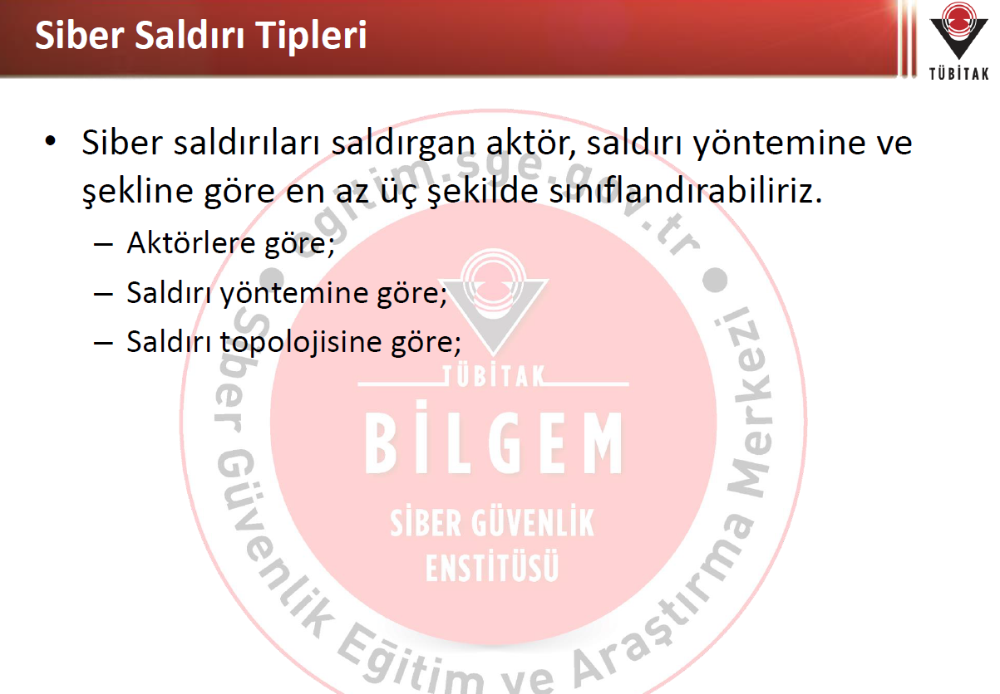 Siber Saldırı Tipleri
TÜBİTAK
• Siber saldırıları saldırgan aktör, saldırı yöntemine ve
şekline göre en az üç şekilde sınıflandırabiliriz.
– Aktörlere göre;
– Saldırı yöntemine göre;
– Saldırı topolojisine göre;
TÜBİTAK
BİLGEM
SİBER GÜVENLİK
ENSTİTÜSÜ
• egitim.sge.gov.tr •
Siber Güvenlik Eğitim ve Araştırma Merkezi